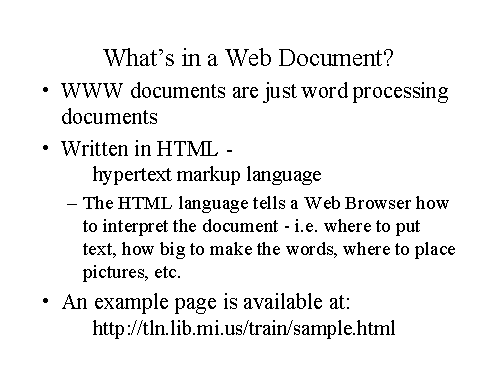 What's in a Web Document?
• WWW documents are just word processing
documents
• Written in HTML -
hypertext markup language
– The HTML language tells a Web Browser how
to interpret the document - i.e. where to put
text, how big to make the words, where to place
pictures, etc.
• An example page is available at:
http://tln.lib.mi.us/train/sample.html